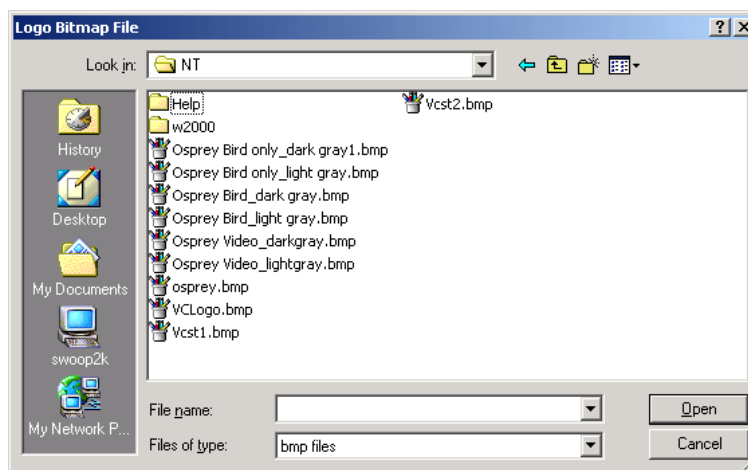 Logo Bitmap File
Look in: NT
History
Desktop
My Documents
swoop2k
My Network P...
Help
w2000
Osprey Bird only_dark gray1.bmp
Osprey Bird only_light gray.bmp
Osprey Bird_dark gray.bmp
Osprey Bird_light gray.bmp
Osprey Video_darkgray.bmp
Osprey Video_lightgray.bmp
osprey.bmp
VCLogo.bmp
Vcst1.bmp
Vcst2.bmp
File name:
Open
Files of type: bmp files
Cancel